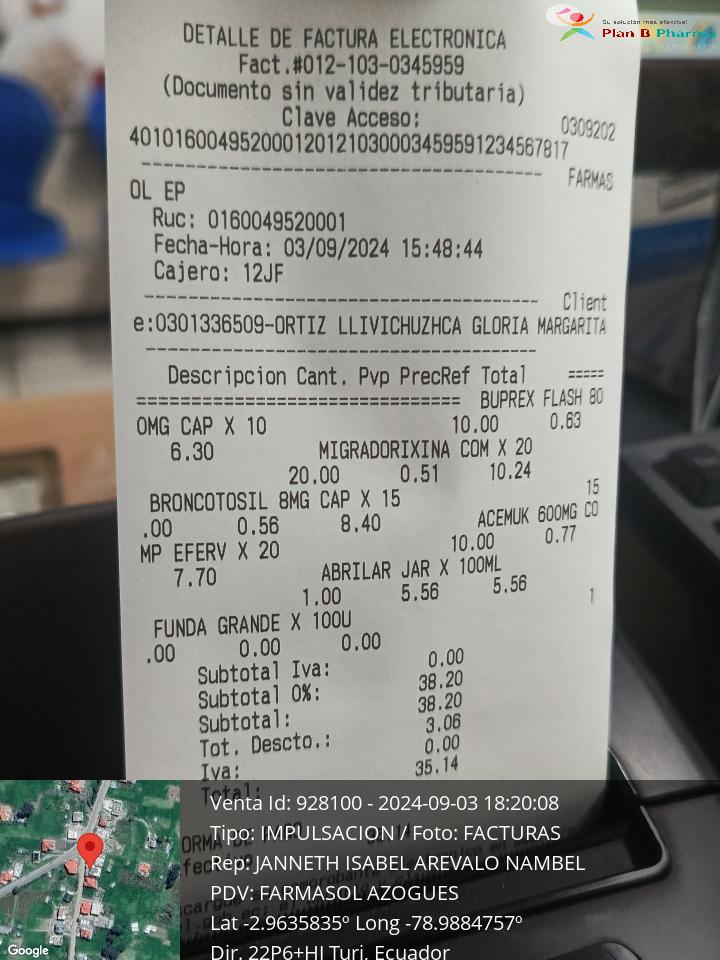 Su solución más efectiva!
Plan B Pharma
DETALLE DE FACTURA ELECTRONICA
Fact.#012-103-0345959
(Documento sin validez tributaria)
Clave Acceso:
0309202
401016004952000120121030003459591234567817
FARMAS
OL EP
Ruc: 0160049520001
Fecha-Hora: 03/09/2024 15:48:44
Cajero: 12JF
Client
e:0301336509-ORTIZ LLIVICHUZHCA GLORIA MARGARITA
Descripcion Cant. Pvp PrecRef Total =====
============================== BUPREX FLASH 80
OMG CAP X 10 10.00 0.63
6.30 MIGRADORIXINA COM X 20
20.00 0.51 10.24
BRONCOTOSIL 8MG CAP X 15 15
.00 0.56 8.40 ACEMUK 600MG CO
MP EFERV X 20 10.00 0.77
7.70 ABRILAR JAR X 100ML
1.00 5.56 5.56
FUNDA GRANDE X 100U 1
.00 0.00 0.00
Subtotal Iva: 0.00
Subtotal 0%: 38.20
Subtotal: 38.20
Tot. Descto.: 3.06
Iva: 0.00
Total: 35.14
Venta Id: 928100 - 2024-09-03 18:20:08
Tipo: IMPULSACION / Foto: FACTURAS
Rep: JANNETH ISABEL AREVALO NAMBEL
PDV: FARMASOL AZOGUES
Lat -2.9635835º Long -78.9884757º
Dir. 22P6+HJ Turi, Ecuador
Google